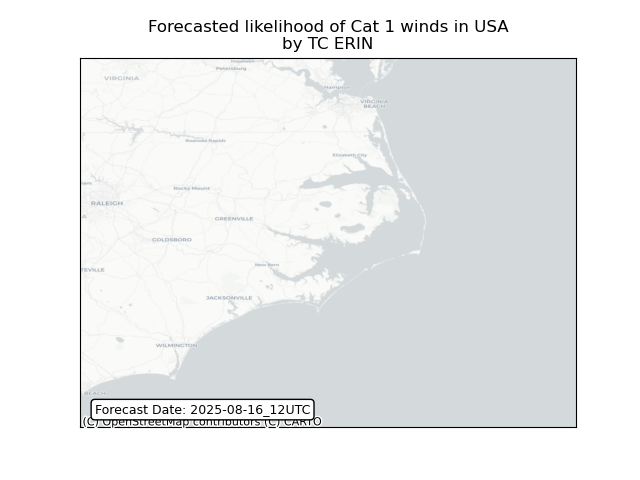 Forecasted likelihood of Cat 1 winds in USA
by TC ERIN
Petersburg
VIRGINIA
Hampton
VIRGINIA
BEACH
Roanoke Rapids
Elizabeth City
Rocky Mount
RALEIGH
GREENVILLE
GOLDSBORO
New Bern
JACKSONVILLE
WILMINGTON
BEACH
Forecast Date: 2025-08-16_12UTC
(C) OpenStreetMap contributors (C) CARTO